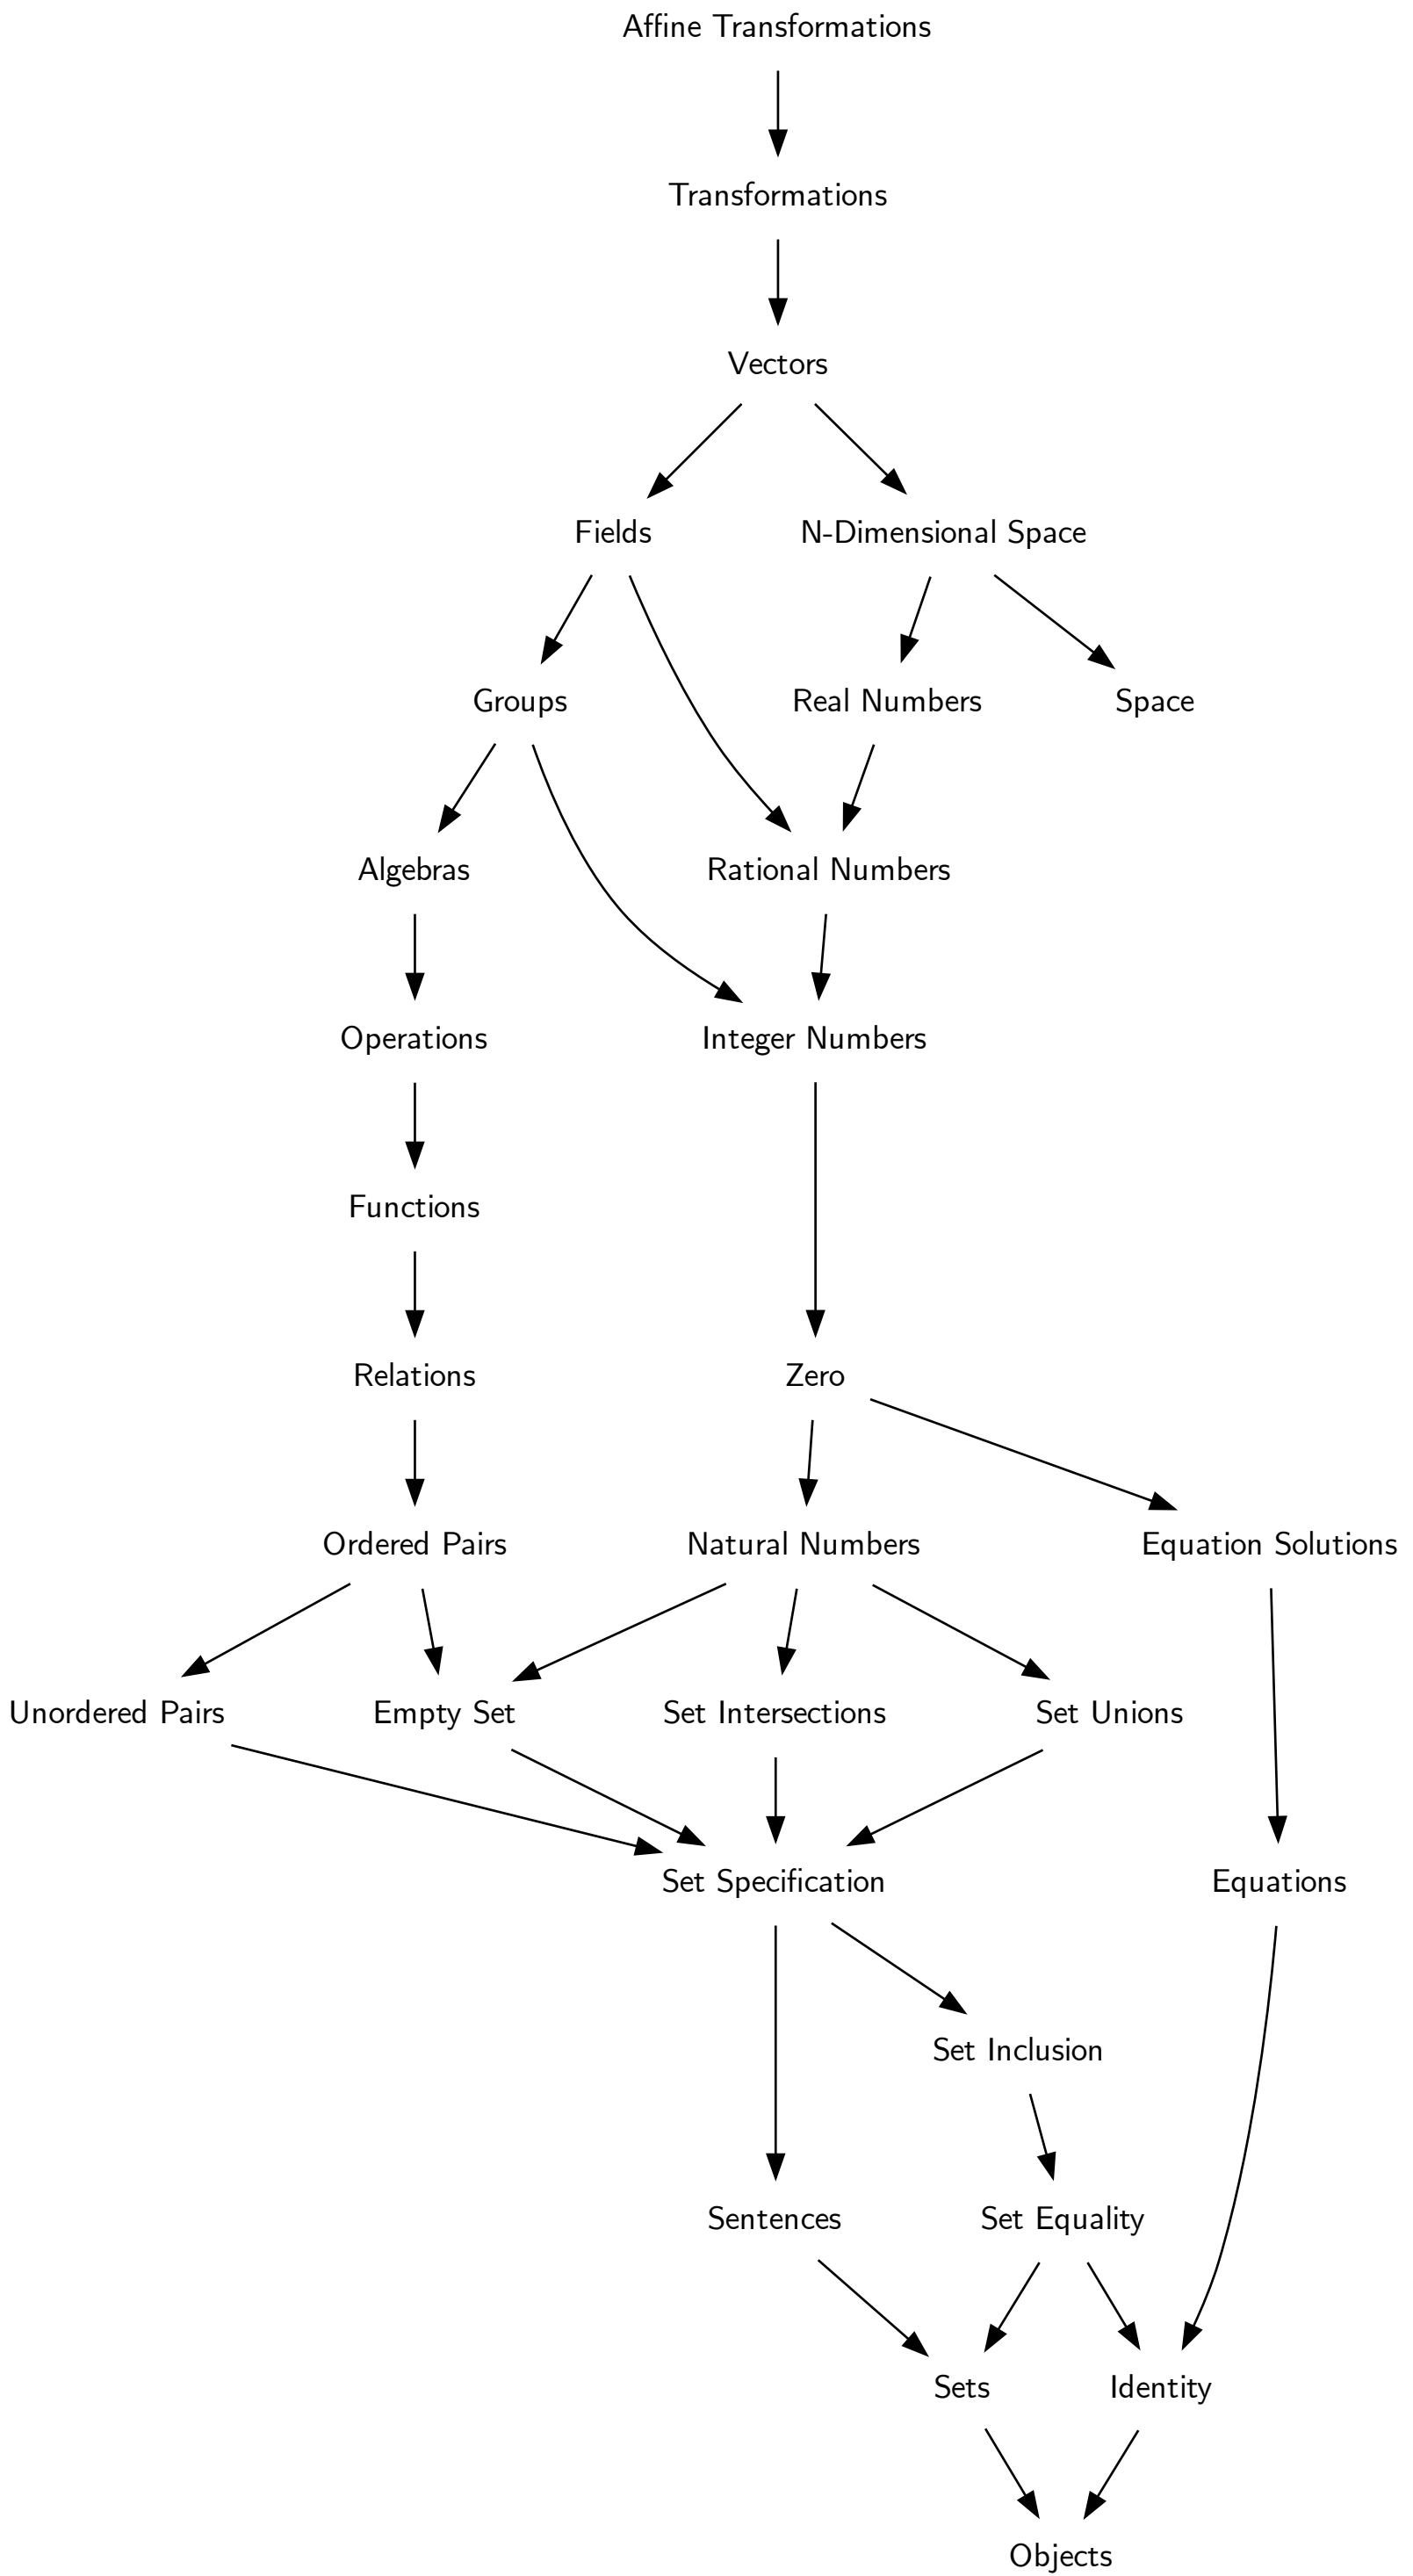 Affine Transformations
Transformations
Vectors
Fields
N-Dimensional Space
Groups
Real Numbers
Space
Algebras
Rational Numbers
Operations
Integer Numbers
Functions
Relations
Zero
Ordered Pairs
Natural Numbers
Equation Solutions
Unordered Pairs
Empty Set
Set Intersections
Set Unions
Set Specification
Equations
Set Inclusion
Sentences
Set Equality
Sets
Identity
Objects